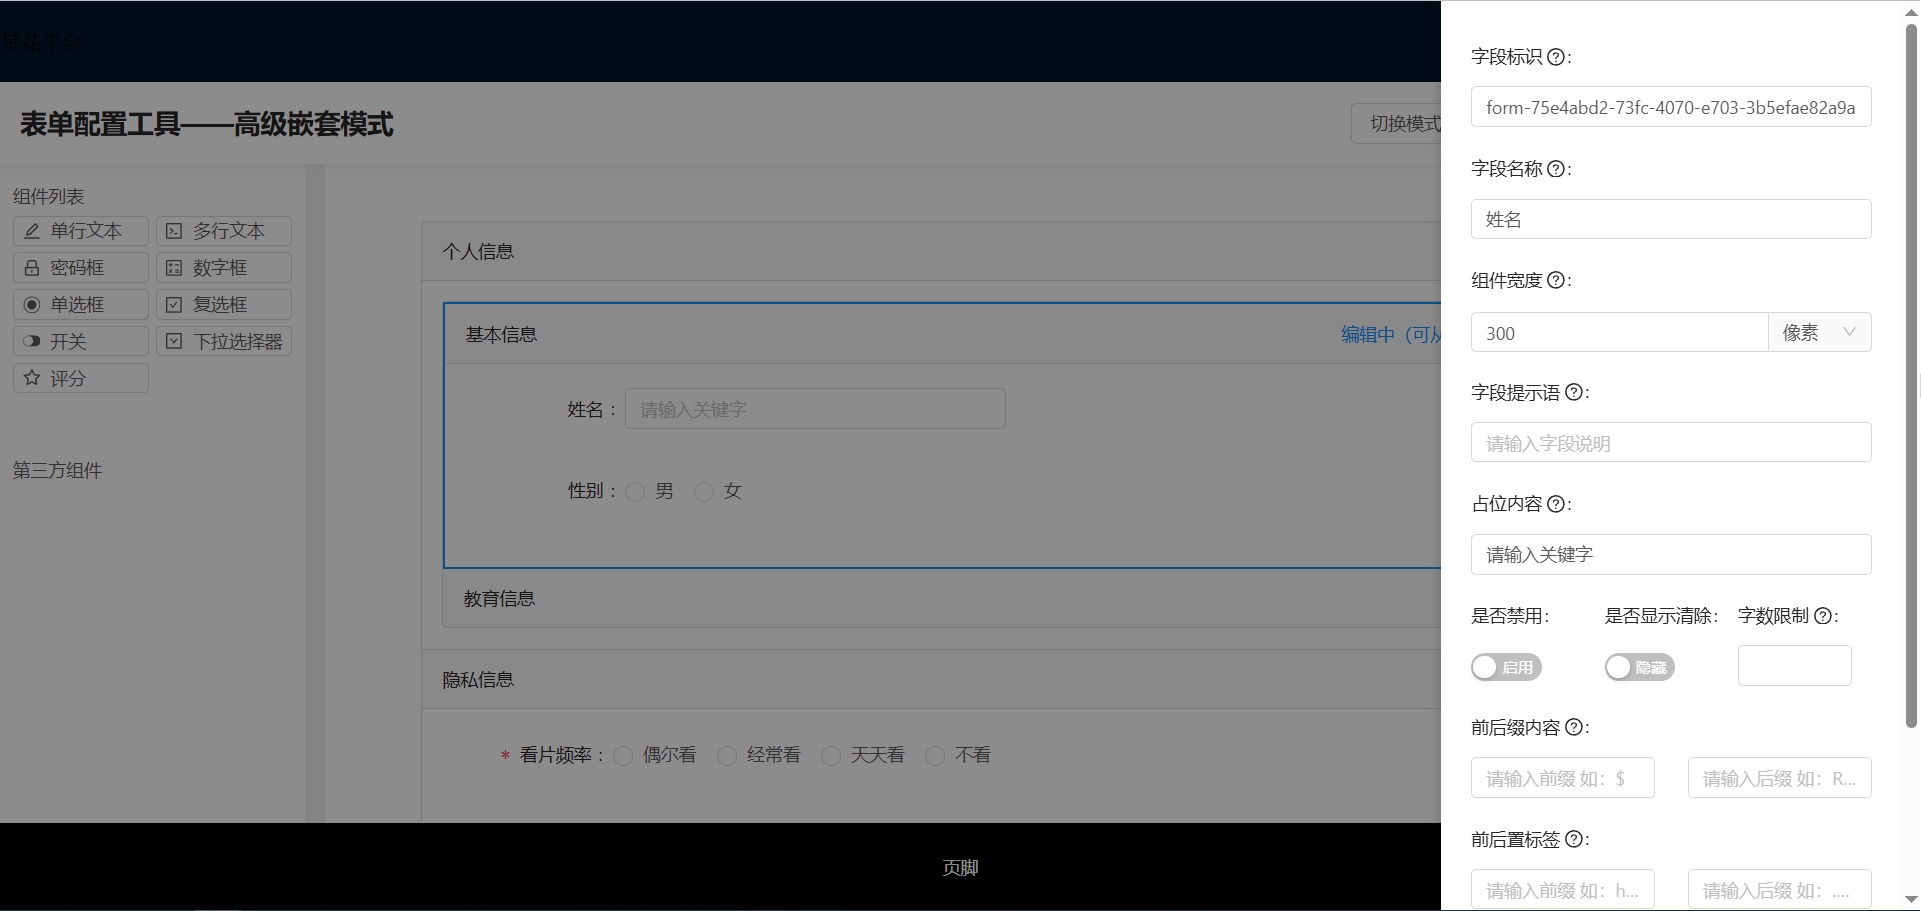 某花平台
表单配置工具——高级嵌套模式
切换模式
组件列表
单行文本
多行文本
密码框
数字框
单选框
复选框
开关
下拉选择器
评分
第三方组件
个人信息
基本信息
编辑中（可从
姓名：
请输入关键字
性别：
男
女
教育信息
隐私信息
* 看片频率：
偶尔看
经常看
天天看
不看
页脚
字段标识：
form-75e4abd2-73fc-4070-e703-3b5efae82a9a
字段名称：
姓名
组件宽度：
300
像素
字段提示语：
请输入字段说明
占位内容：
请输入关键字
是否禁用：
是否显示清除：
字数限制：
启用
隐藏
前后缀内容：
请输入前缀 如：$
请输入后缀 如：R...
前后置标签：
请输入前缀 如：h...
请输入后缀 如：....